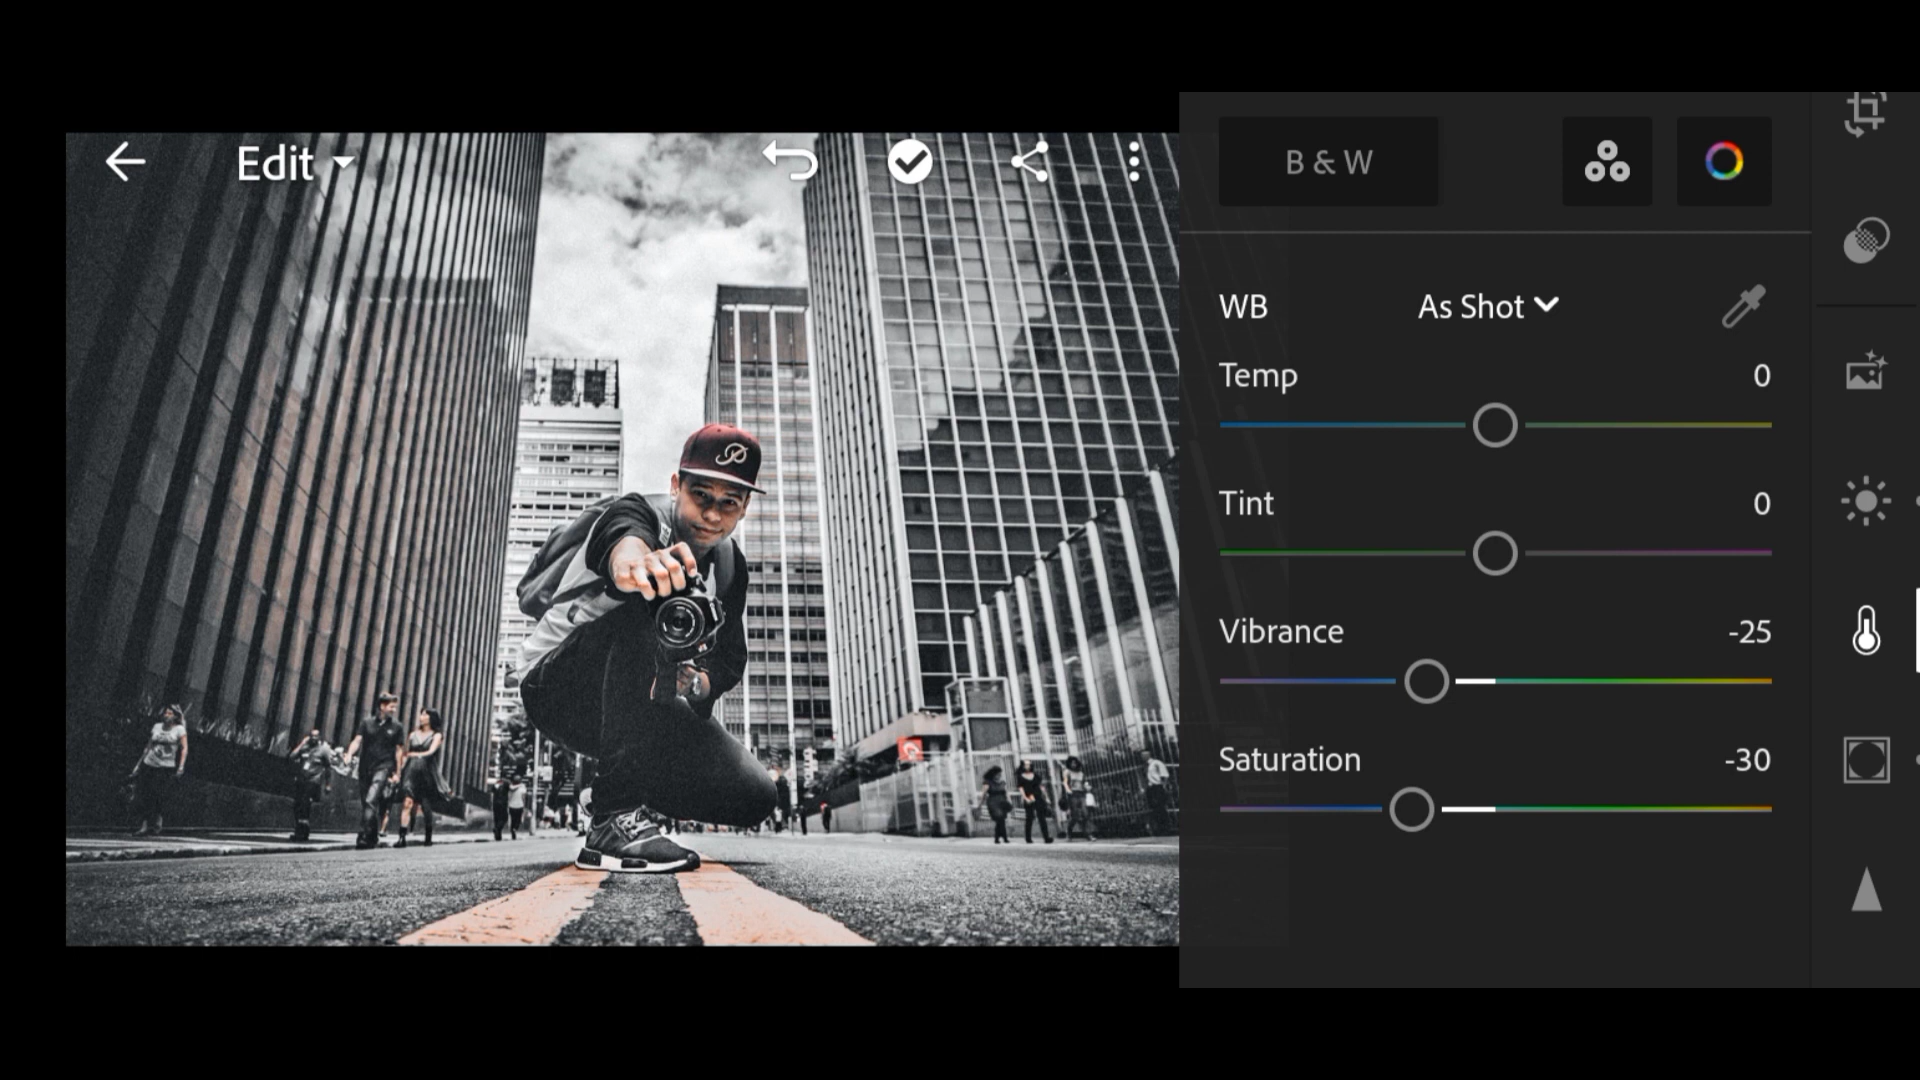 Edit
B & W
WB
As Shot
Temp
0
Tint
0
Vibrance
-25
Saturation
-30